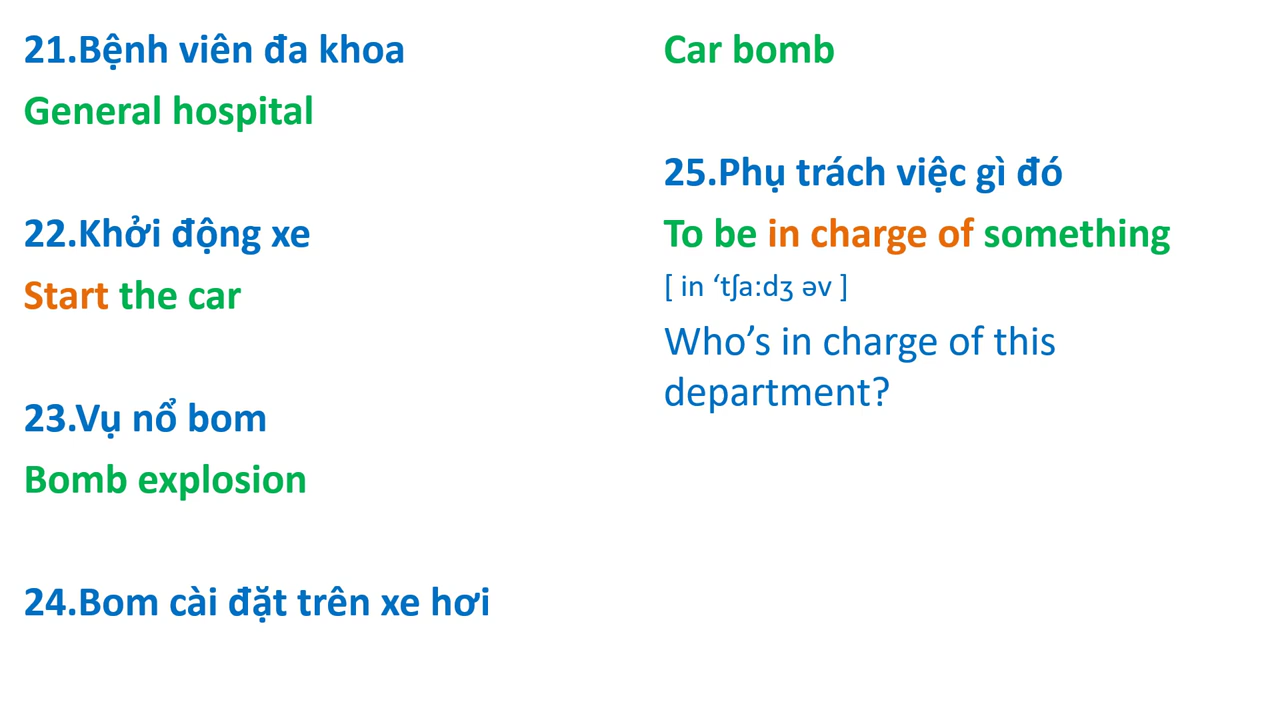 21.Bệnh viên đa khoa
General hospital
22.Khởi động xe
Start the car
23.Vụ nổ bom
Bomb explosion
24.Bom cài đặt trên xe hơi
Car bomb
25.Phụ trách việc gì đó
To be in charge of something
[ in ‘tʃa:dʒ əv ]
Who’s in charge of this
department?